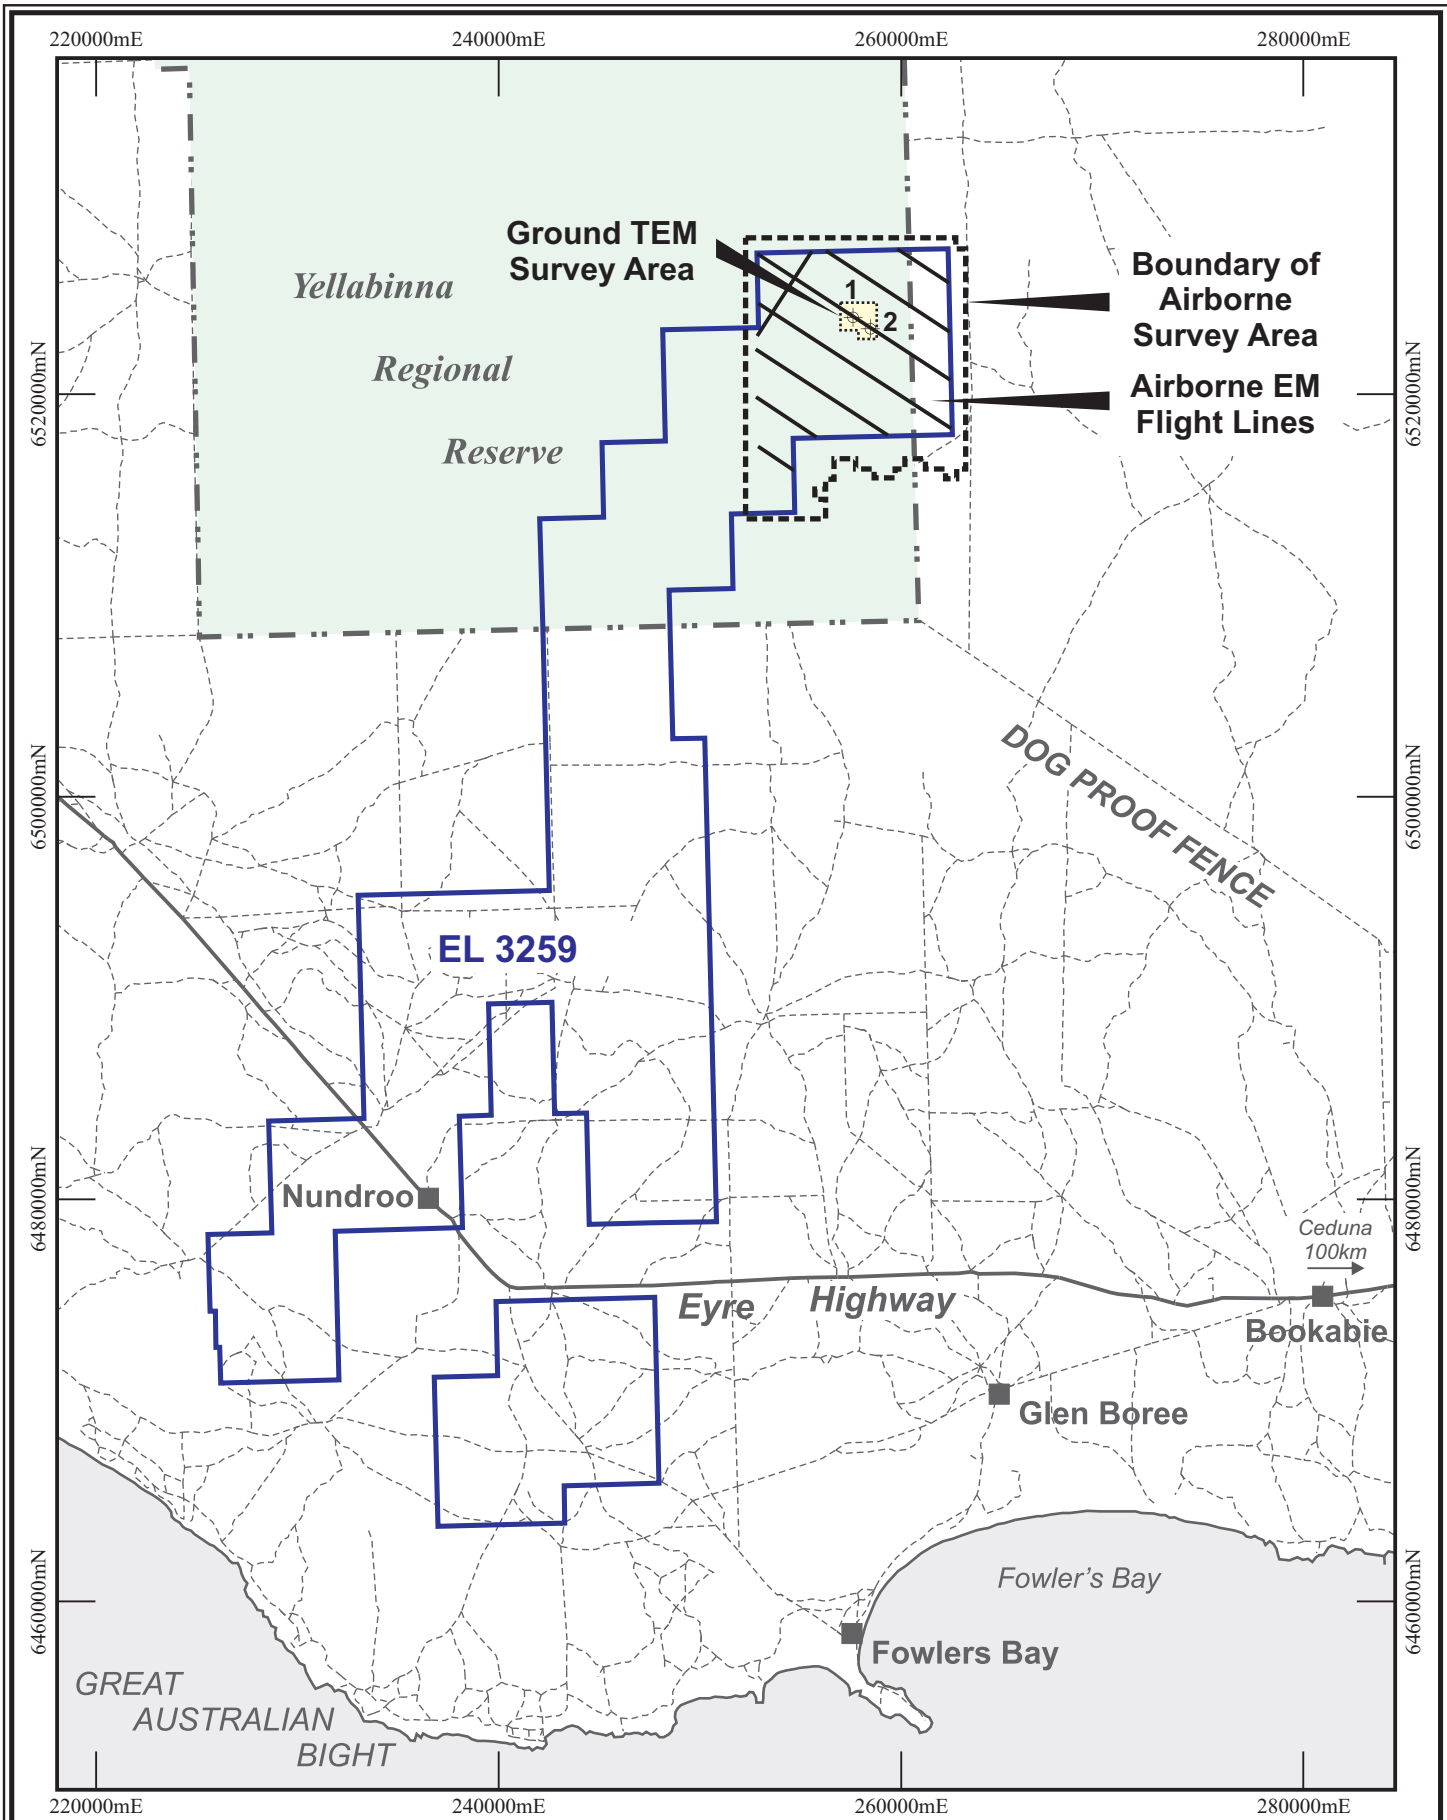 220000mE 240000mE 260000mE 280000mE
Ground TEM
Survey Area
Boundary of
Airborne
Survey Area
Yellabinna
1
2
Regional
Airborne EM
Flight Lines
6520000mN
6520000mN
Reserve
DOG PROOF FENCE
6500000mN
6500000mN
EL 3259
Nundroo
6480000mN
6480000mN
Ceduna
100km
Eyre Highway
Bookabie
Glen Boree
Fowler's Bay
6460000mN
6460000mN
Fowlers Bay
GREAT
AUSTRALIAN
BIGHT
220000mE 240000mE 260000mE 280000mE